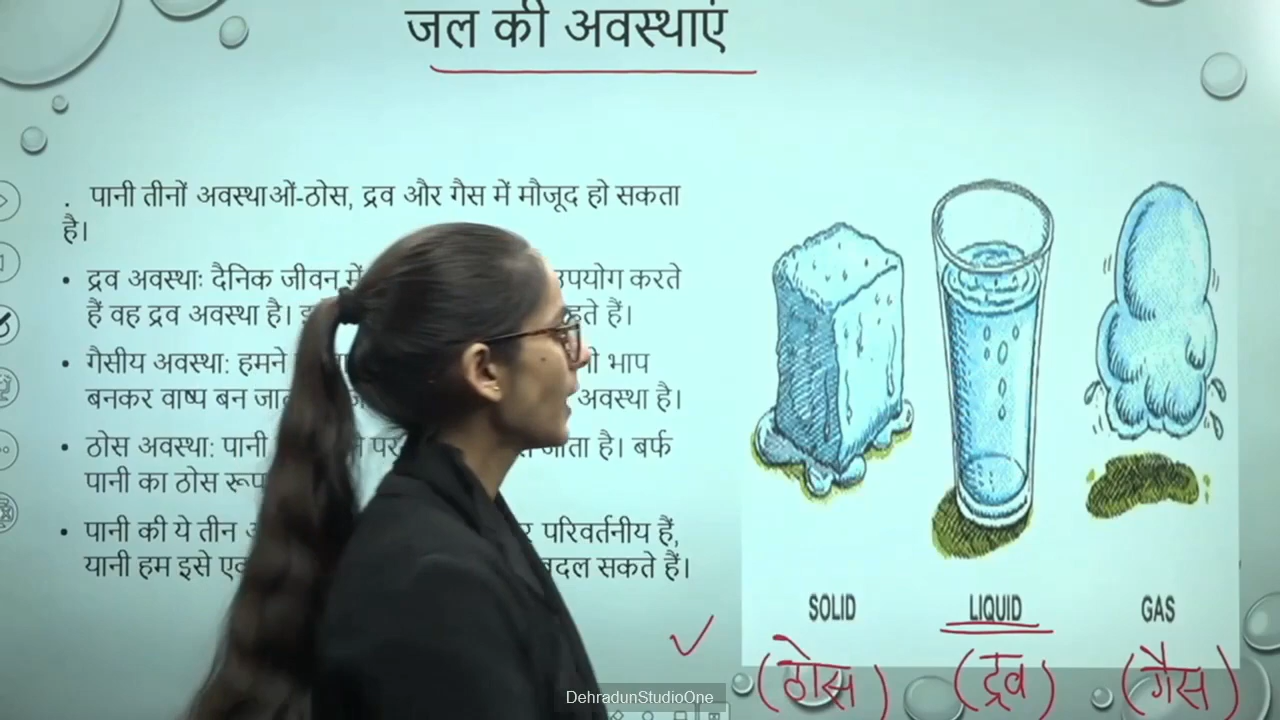 जल की अवस्थाएं
. पानी तीनों अवस्थाओं-ठोस, द्रव और गैस में मौजूद हो सकता
है।
• द्रव अवस्थाः दैनिक जीवन में उपयोग करते
हैं वह द्रव अवस्था है। हते हैं।
• गैसीय अवस्था: हमने भाप
बनकर वाष्प बन अवस्था है।
• ठोस अवस्था: पानी जाता है। बर्फ
पानी का ठोस रूप
• पानी की ये तीन परिवर्तनीय हैं,
यानी हम इसे बदल सकते हैं।
SOLID LIQUID GAS
(ठोस) (द्रव) (गैस)
DehradunStudioOne